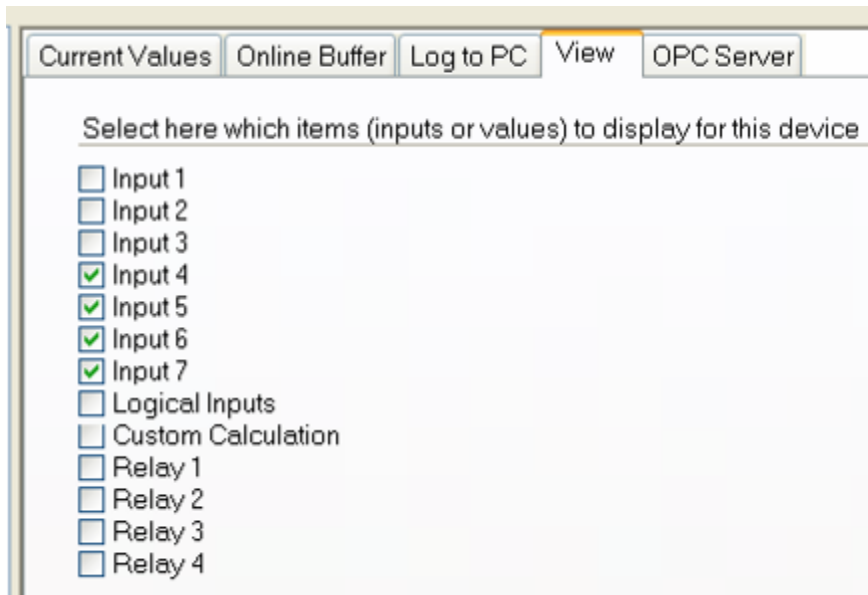 Current Values Online Buffer Log to PC View OPC Server
Select here which items (inputs or values) to display for this device
Input 1
Input 2
Input 3
Input 4
Input 5
Input 6
Input 7
Logical Inputs
Custom Calculation
Relay 1
Relay 2
Relay 3
Relay 4